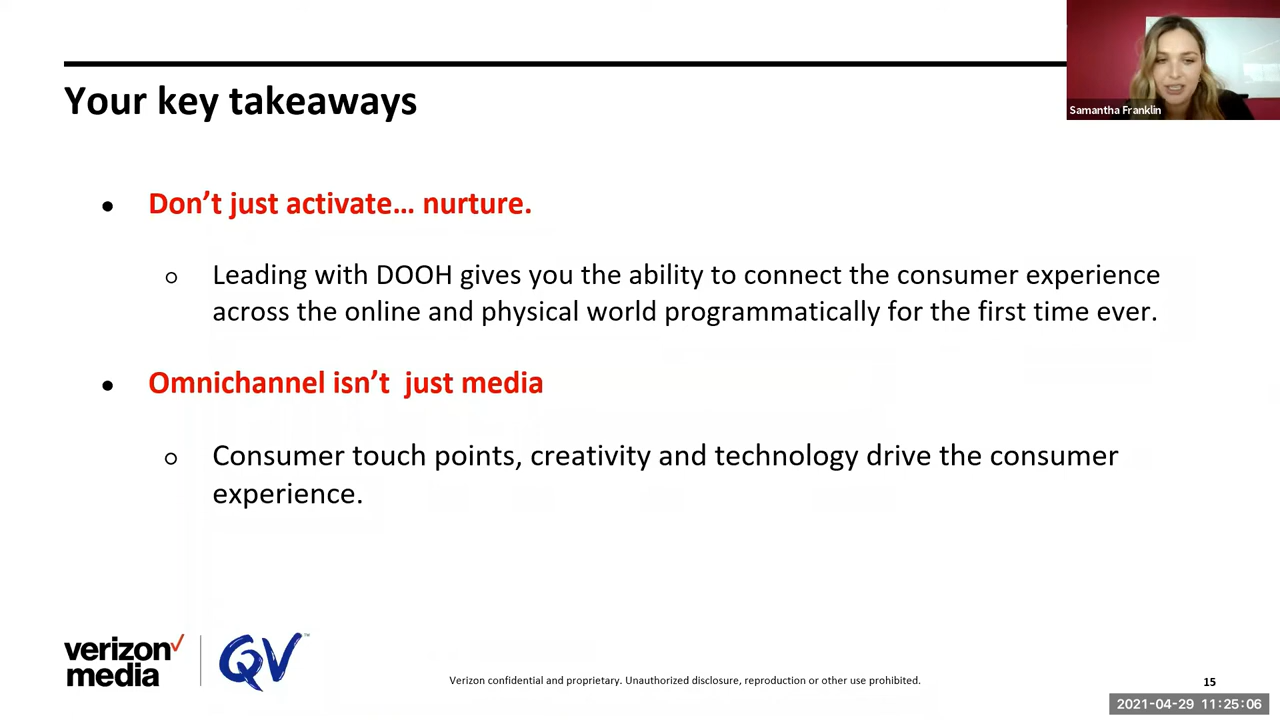 Samantha Franklin
Your key takeaways
● Don’t just activate... nurture.
○ Leading with DOOH gives you the ability to connect the consumer experience
across the online and physical world programmatically for the first time ever.
● Omnichannel isn’t just media
○ Consumer touch points, creativity and technology drive the consumer
experience.
verizon✓
media
QV™
Verizon confidential and proprietary. Unauthorized disclosure, reproduction or other use prohibited.
15
2021-04-29 11:25:06